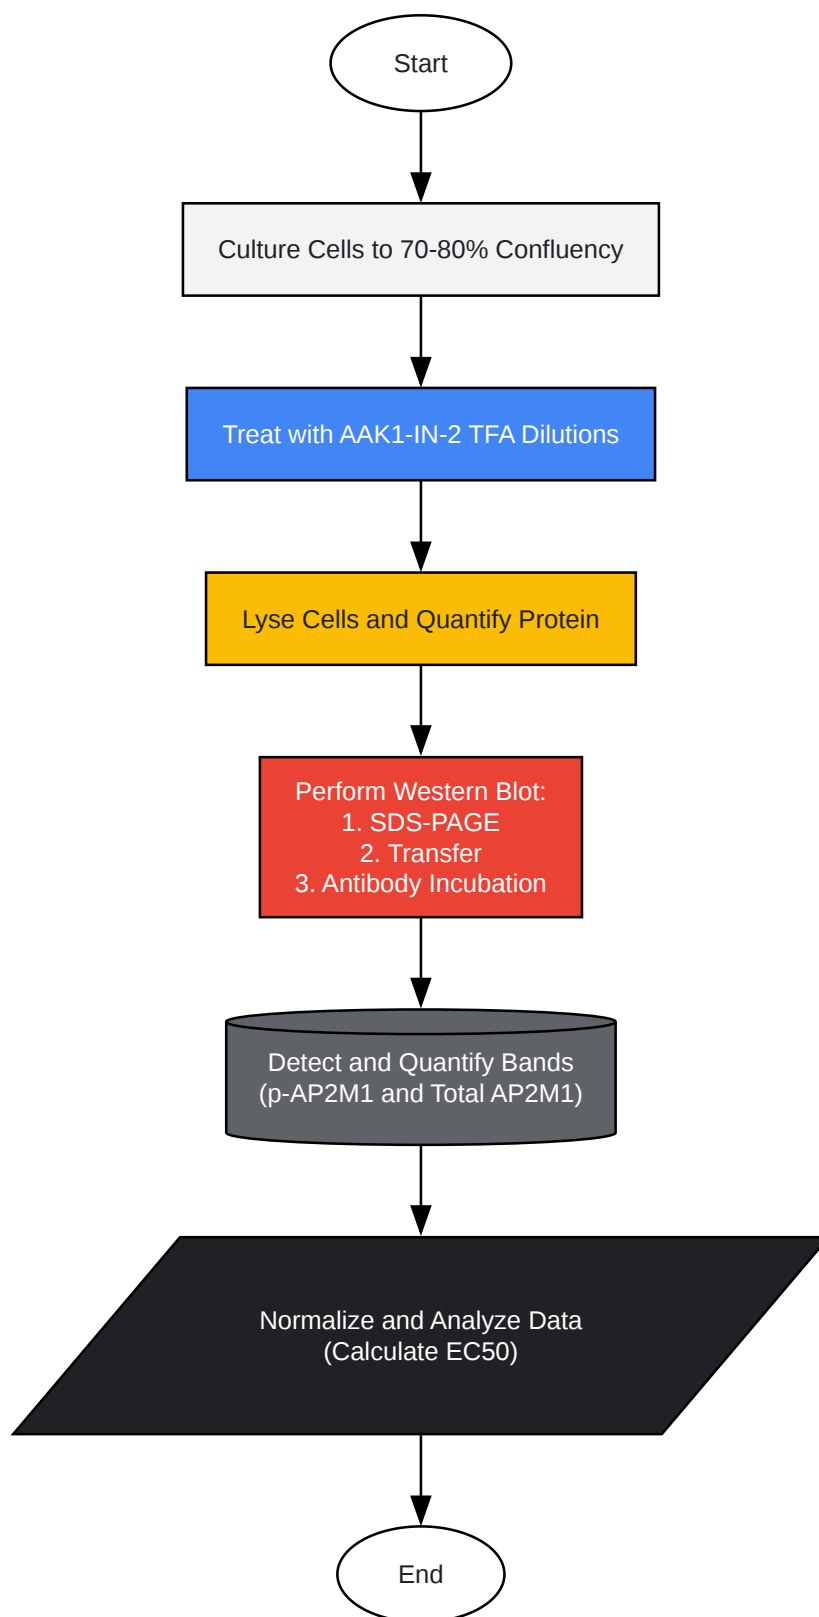 Start
Culture Cells to 70-80% Confluency
Treat with AAK1-IN-2 TFA Dilutions
Lyse Cells and Quantify Protein
Perform Western Blot:
1. SDS-PAGE
2. Transfer
3. Antibody Incubation
Detect and Quantify Bands
(p-AP2M1 and Total AP2M1)
Normalize and Analyze Data
(Calculate EC50)
End